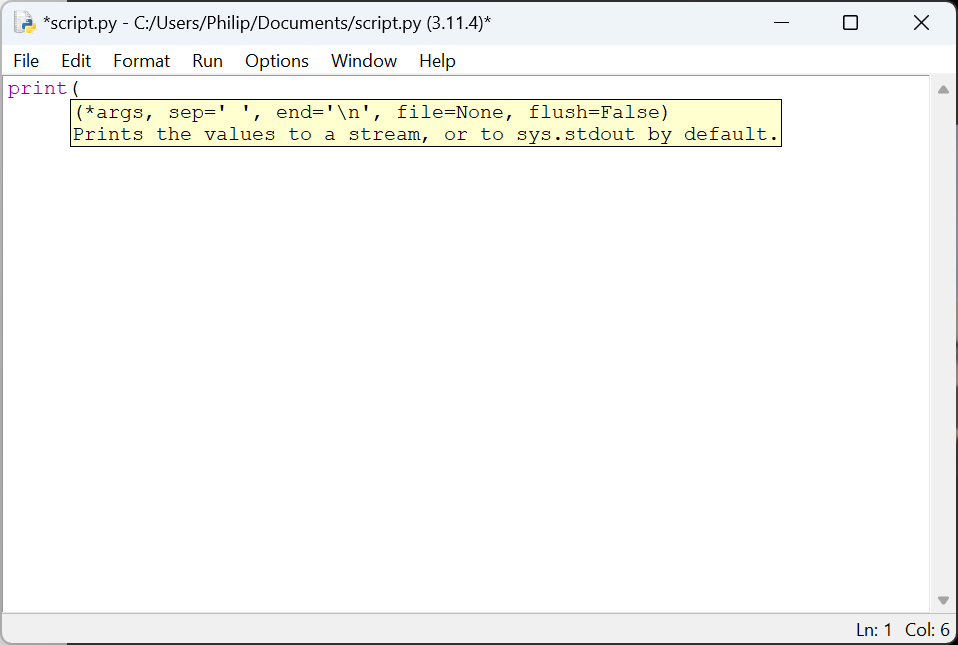 *script.py - C:/Users/Philip/Documents/script.py (3.11.4)*
File Edit Format Run Options Window Help
print(
(*args, sep=' ', end='\n', file=None, flush=False)
Prints the values to a stream, or to sys.stdout by default.
Ln: 1 Col: 6